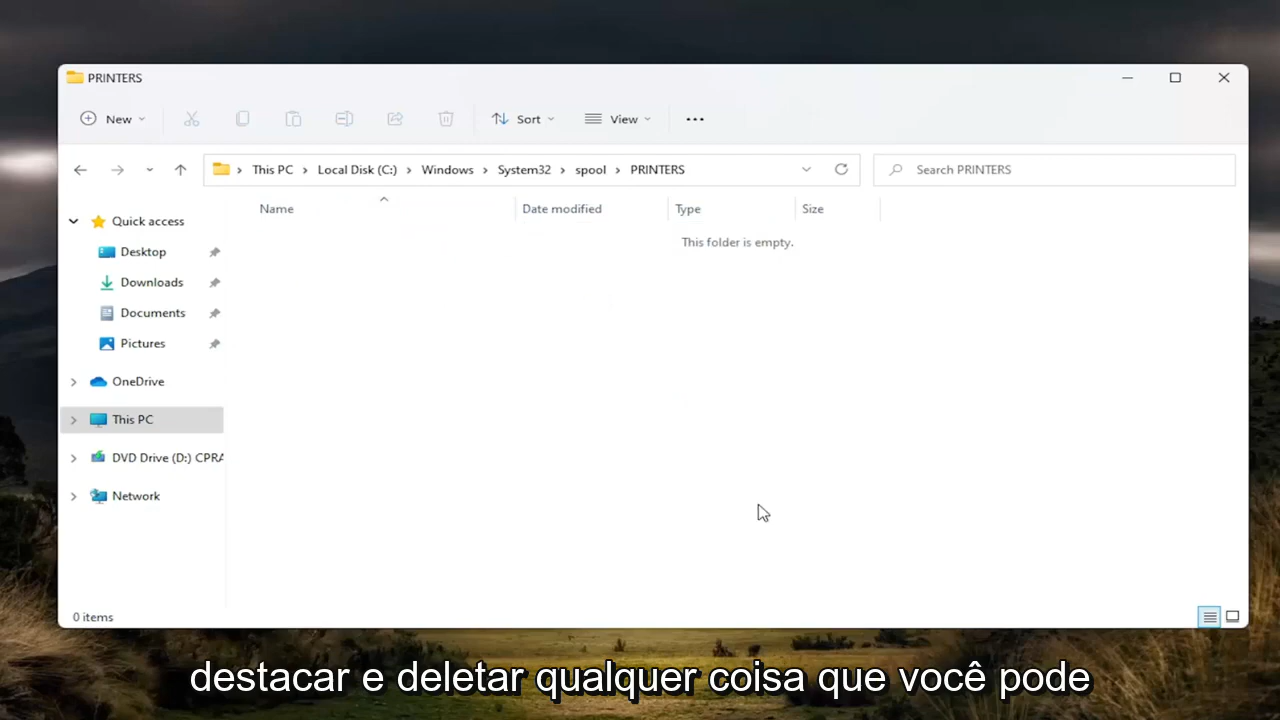 PRINTERS
New
Sort
View
This PC
Local Disk (C:)
Windows
System32
spool
PRINTERS
Search PRINTERS
Name
Date modified
Type
Size
This folder is empty.
Quick access
Desktop
Downloads
Documents
Pictures
OneDrive
This PC
DVD Drive (D:) CPRA
Network
0 items
destacar e deletar qualquer coisa que você pode